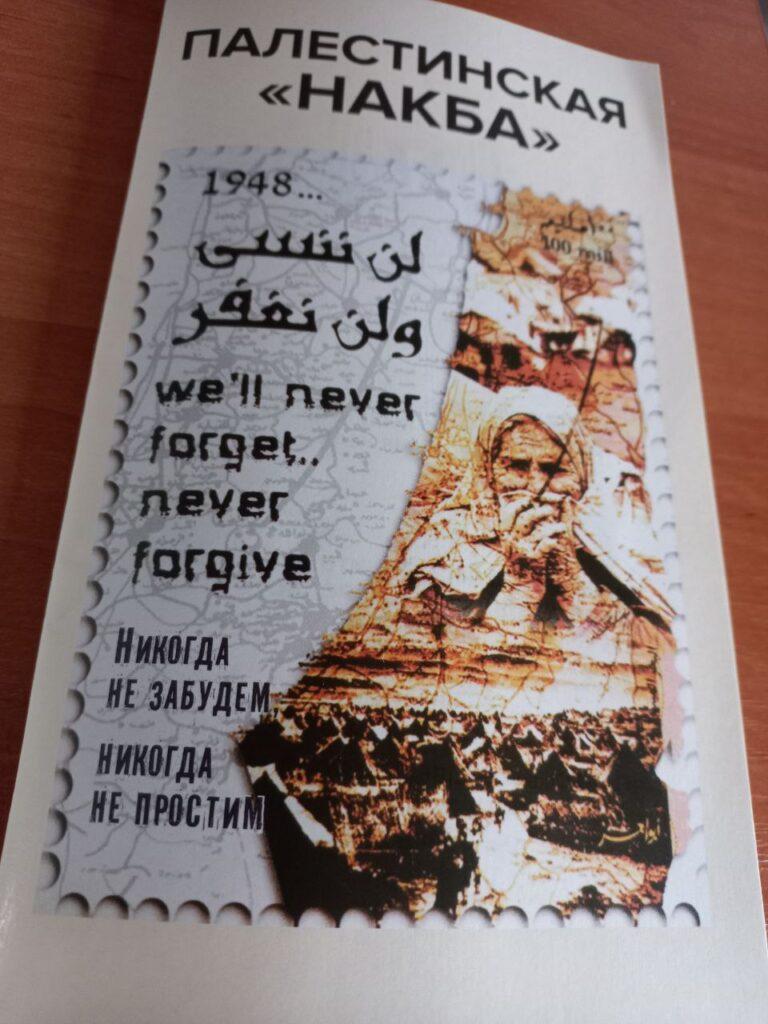 ПАЛЕСТИНСКАЯ
«НАКБА»
1948...
لن ننسى
ولن نغفر
we'll never
forget..
never
forgive
Никогда
не забудем
никогда
не простим
100 mill